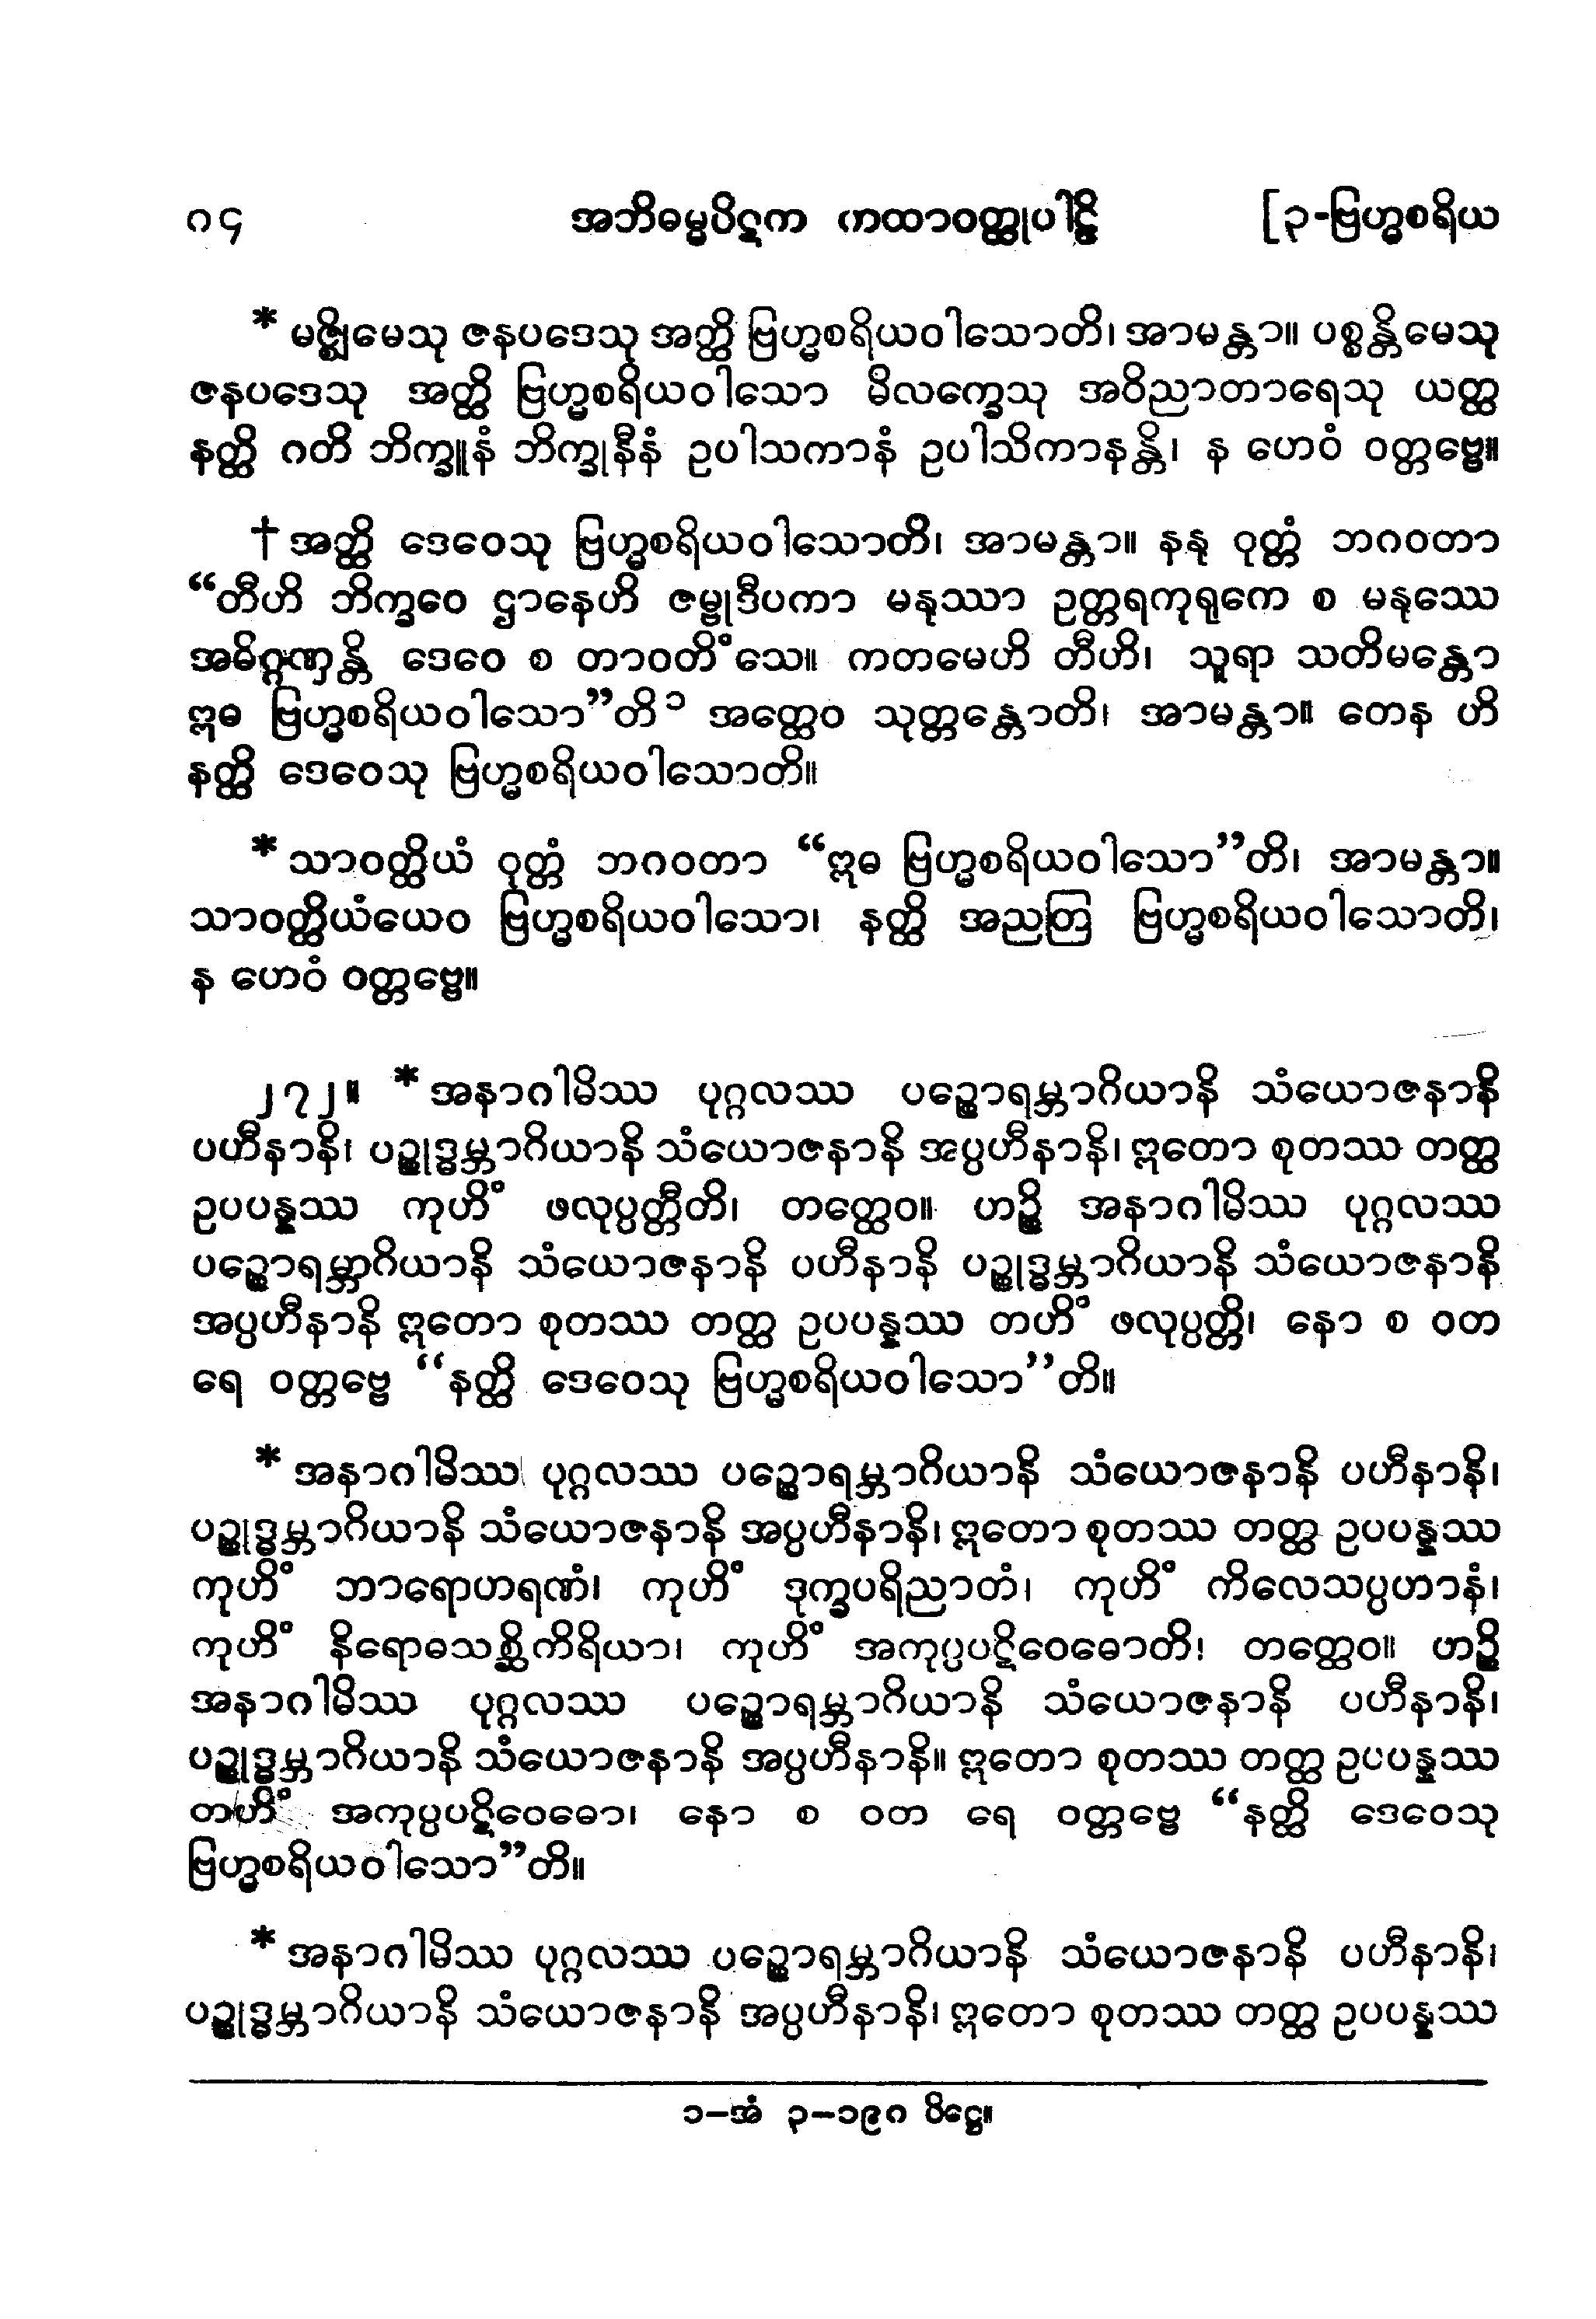 ၈၄ အဘိဓမ္မပိဋက ကထာဝတ္ထုပါဠိ [၃-ဗြဟ္မစရိယ
* မဇ္ဈိမေသု ဇနပဒေသု အတ္ထိ ဗြဟ္မစရိယဝါသောတိ၊ အာမန္တာ။ ပစ္စန္တိမေသု
ဇနပဒေသု အတ္ထိ ဗြဟ္မစရိယဝါသော မိလက္ခေသု အဝိညာတာရေသု ယတ္ထ
နတ္ထိ ဂတိ ဘိက္ခူနံ ဘိက္ခုနီနံ ဥပါသကာနံ ဥပါသိကာနန္တိ၊ န ဟေဝံ ဝတ္တဗ္ဗေ။
† အတ္ထိ ဒေဝေသု ဗြဟ္မစရိယဝါသောတိ၊ အာမန္တာ။ နနု ဝုတ္တံ ဘဂဝတာ
“တီဟိ ဘိက္ခဝေ ဌာနေဟိ ဇမ္ဗုဒီပကာ မနုဿာ ဥတ္တရကုရုကေ စ မနုဿေ
အဓိဂ္ဂဏှန္တိ ဒေဝေ စ တာဝတိံသေ။ ကတမေဟိ တီဟိ၊ သူရာ သတိမန္တော
ဣဓ ဗြဟ္မစရိယဝါသော”တိ ၁ အတ္ထေဝ သုတ္တန္တောတိ၊ အာမန္တာ။ တေန ဟိ
နတ္ထိ ဒေဝေသု ဗြဟ္မစရိယဝါသောတိ။
* သာဝတ္ထိယံ ဝုတ္တံ ဘဂဝတာ “ဣဓ ဗြဟ္မစရိယဝါသော”တိ၊ အာမန္တာ။
သာဝတ္ထိယံယေဝ ဗြဟ္မစရိယဝါသော၊ နတ္ထိ အညတြ ဗြဟ္မစရိယဝါသောတိ၊
န ဟေဝံ ဝတ္တဗ္ဗေ။
၂၇၂။ * အနာဂါမိဿ ပုဂ္ဂလဿ ပဉ္စောရမ္ဘာဂိယာနိ သံယောဇနာနိ
ပဟီနာနိ၊ ပဉ္စုဒ္ဓမ္ဘာဂိယာနိ သံယောဇနာနိ အပ္ပဟီနာနိ၊ ဣတော စုတဿ တတ္ထ
ဥပပန္နဿ ကုဟိံ ဖလုပ္ပတ္တီတိ၊ တတ္ထေဝ။ ဟဉ္စိ အနာဂါမိဿ ပုဂ္ဂလဿ
ပဉ္စောရမ္ဘာဂိယာနိ သံယောဇနာနိ ပဟီနာနိ ပဉ္စုဒ္ဓမ္ဘာဂိယာနိ သံယောဇနာနိ
အပ္ပဟီနာနိ ဣတော စုတဿ တတ္ထ ဥပပန္နဿ တဟိံ ဖလုပ္ပတ္တိ၊ နော စ ဝတ
ရေ ဝတ္တဗ္ဗေ “နတ္ထိ ဒေဝေသု ဗြဟ္မစရိယဝါသော”တိ။
* အနာဂါမိဿ ပုဂ္ဂလဿ ပဉ္စောရမ္ဘာဂိယာနိ သံယောဇနာနိ ပဟီနာနိ၊
ပဉ္စုဒ္ဓမ္ဘာဂိယာနိ သံယောဇနာနိ အပ္ပဟီနာနိ၊ ဣတော စုတဿ တတ္ထ ဥပပန္နဿ
ကုဟိံ ဘာရောဟရဏံ၊ ကုဟိံ ဒုက္ခပရိညာတံ၊ ကုဟိံ ကိလေသပ္ပဟာနံ၊
ကုဟိံ နိရောဓသစ္ဆိကိရိယာ၊ ကုဟိံ အကုပ္ပပဋိဝေဓောတိ၊ တတ္ထေဝ။ ဟဉ္စိ
အနာဂါမိဿ ပုဂ္ဂလဿ ပဉ္စောရမ္ဘာဂိယာနိ သံယောဇနာနိ ပဟီနာနိ၊
ပဉ္စုဒ္ဓမ္ဘာဂိယာနိ သံယောဇနာနိ အပ္ပဟီနာနိ။ ဣတော စုတဿ တတ္ထ ဥပပန္နဿ
တဟိံ အကုပ္ပပဋိဝေဓော၊ နော စ ဝတ ရေ ဝတ္တဗ္ဗေ “နတ္ထိ ဒေဝေသု
ဗြဟ္မစရိယဝါသော”တိ။
* အနာဂါမိဿ ပုဂ္ဂလဿ ပဉ္စောရမ္ဘာဂိယာနိ သံယောဇနာနိ ပဟီနာနိ၊
ပဉ္စုဒ္ဓမ္ဘာဂိယာနိ သံယောဇနာနိ အပ္ပဟီနာနိ၊ ဣတော စုတဿ တတ္ထ ဥပပန္နဿ
၁–အံ ၃–၁၉၈ ပိဋ္ဌေ။